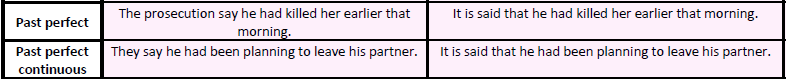 Past perfect
The prosecution say he had killed her earlier that
morning.
It is said that he had killed her earlier that morning.
Past perfect
continuous
They say he had been planning to leave his partner.
It is said that he had been planning to leave his partner.